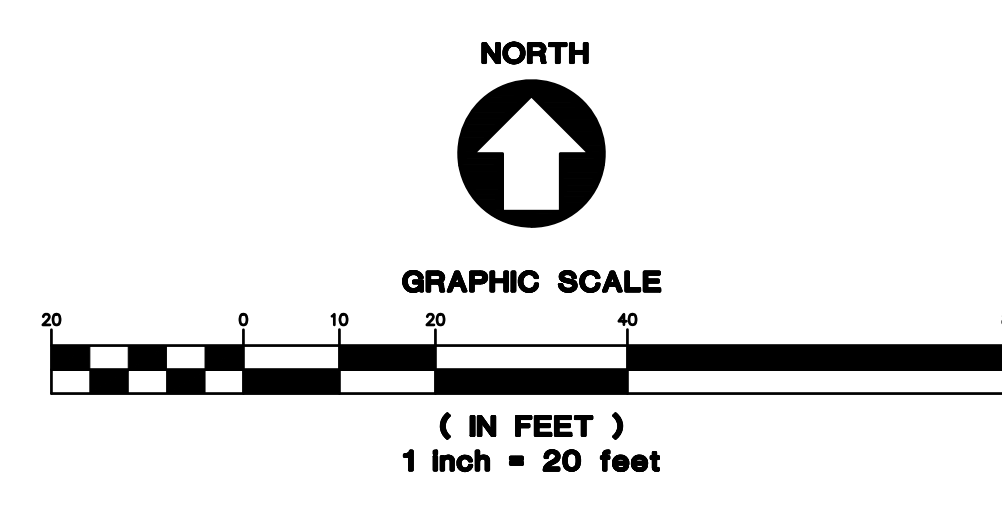 NORTH
GRAPHIC SCALE
20 0 10 20 40
( IN FEET )
1 inch = 20 feet